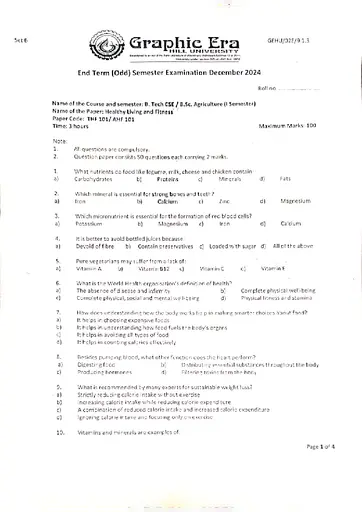 Graphic Era
HILL UNIVERSITY
End Term (Odd) Semester Examination December 2024
Roll no
Name of the Course and semester: B. Tech CSE / B.Sc. Agriculture (I Semester)
Name of the Paper: Healthy Living and Fitness
Paper Code: THF 101/ AHF 101
Time: 3 hours Maximum Marks: 100
Note:
1. All questions are compulsory.
2. Question paper consists 50 questions each carrying 2 marks.
1. What nutrients do food like legume, milk, cheese and chicken contain
a) Carbohydrates b) Proteins c) Minerals d) Fats
2. Which mineral is essential for strong bones and teeth?
a) Iron b) Calcium c) Zinc d) Magnesium
3. Which micronutrient is essential for the formation of red blood cells?
a) Potassium b) Magnesium c) Iron d) Calcium
4. It is better to avoid bottled juices because
a) Devoid of fibre b) Contain preservatives c) Loaded with sugar d) All of the above
5. Pure vegetarians may suffer from a lack of:
a) Vitamin A b) Vitamin B12 c) Vitamin C d) Vitamin
6. What is the World Health Organization's definition of health?
a) The absence of disease and infirmity b) Complete physical well-being
c) Complete physical, social and mental well-being d) Physical fitness and stamina
7. How does understanding how the body works help in making smarter choices about food?
a) It helps in choosing expensive foods
b) It helps in understanding how food fuels the body's organs
c) It helps in avoiding all types of food
d) It helps in counting calories effectively
8. Besides pumping blood, what other function does the heart perform?
a) Digesting food b) Distributing essential substances throughout the body
c) Producing hormones d) Filtering toxins from the body
9. What is recommended by many experts for sustainable weight loss?
a) Strictly reducing calorie intake without exercise
b) Increasing calorie intake while reducing calorie expenditure
c) A combination of reduced calorie intake and increased calorie expenditure
d) Ignoring calorie intake and focusing only on exercise
10. Vitamins and minerals are examples of:
Page 1 of 4